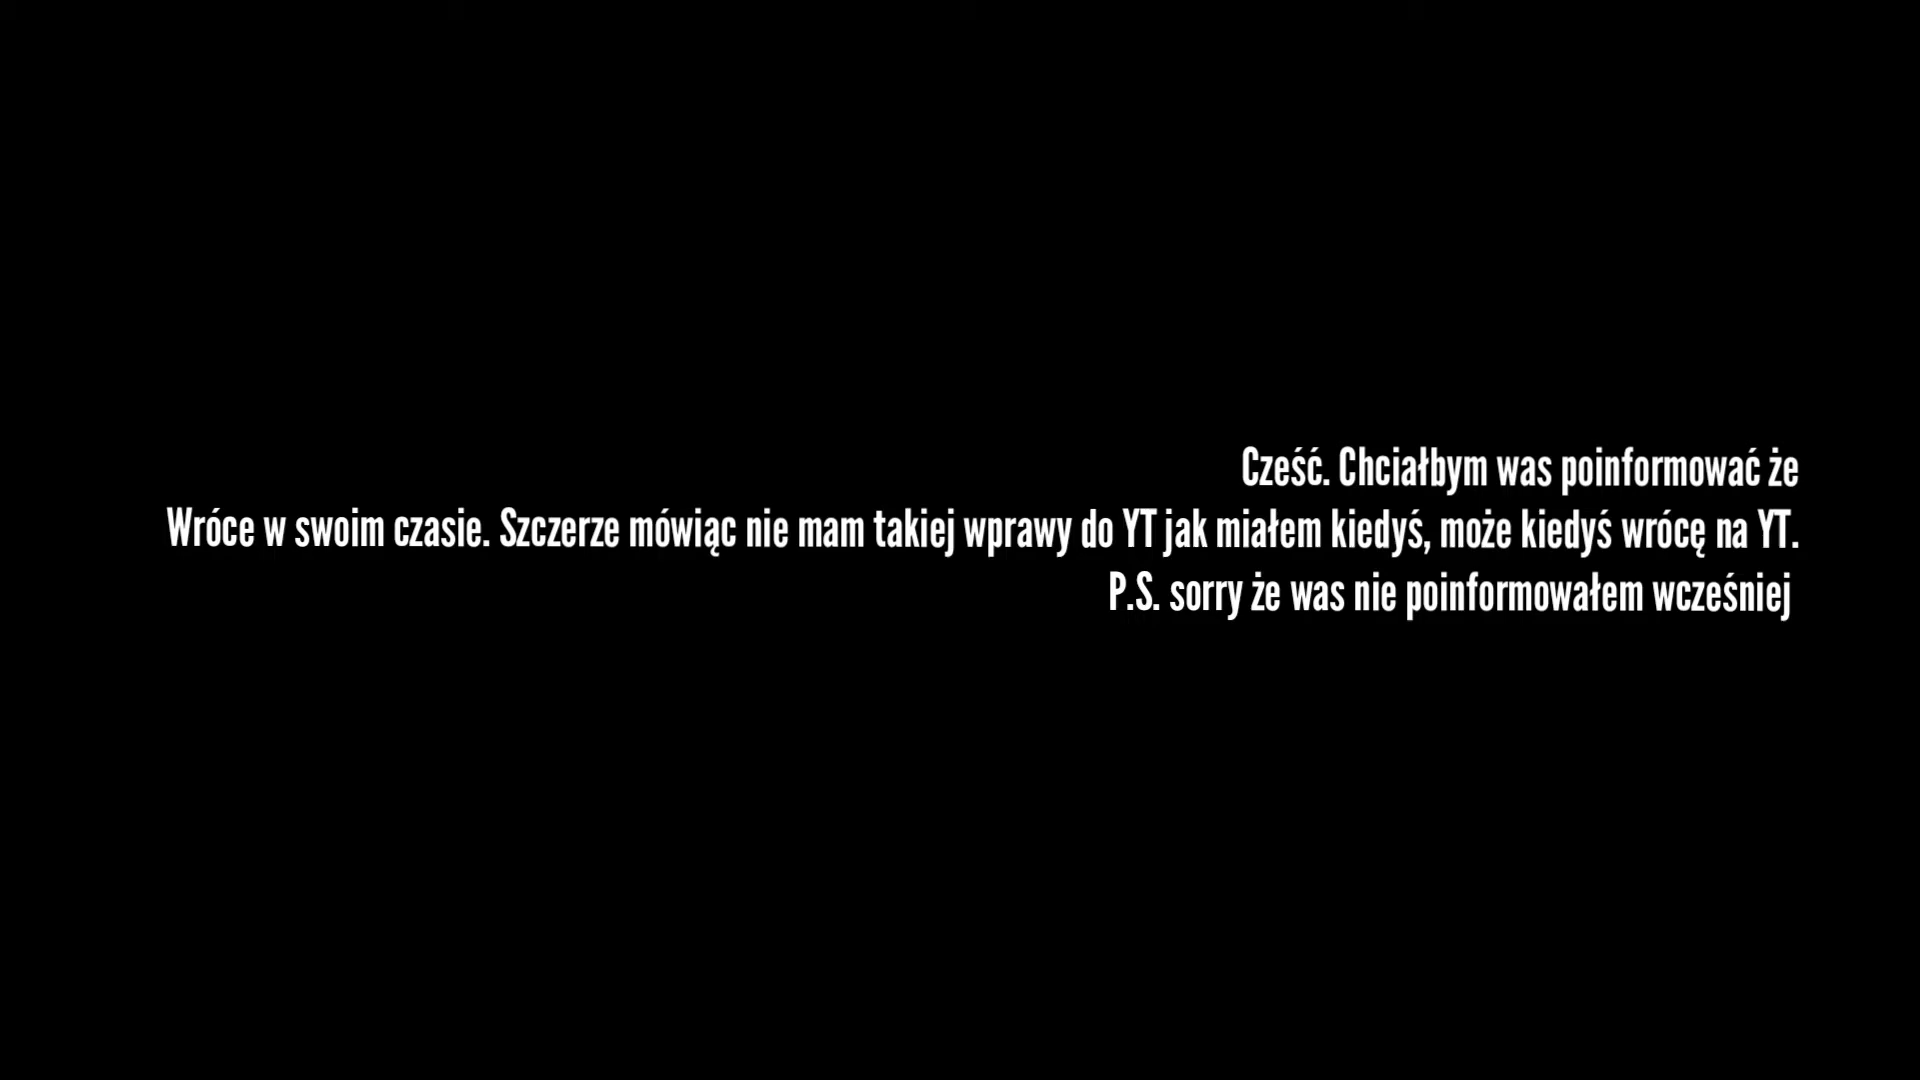 Cześć. Chciałbym was poinformować że
Wróce w swoim czasie. Szczerze mówiąc nie mam takiej wprawy do YT jak miałem kiedyś, może kiedyś wrócę na YT.
P.S. sorry że was nie poinformowałem wcześniej